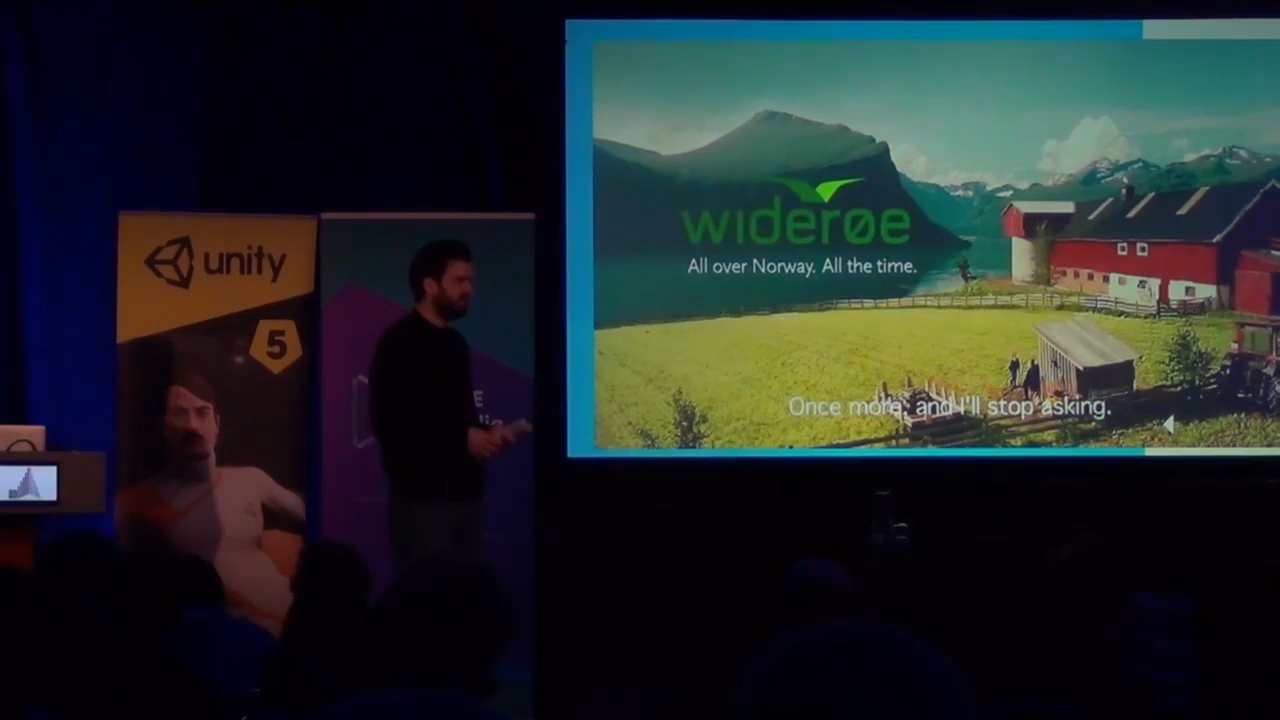 unity
5
widerøe
All over Norway. All the time.
Once more, and I'll stop asking.